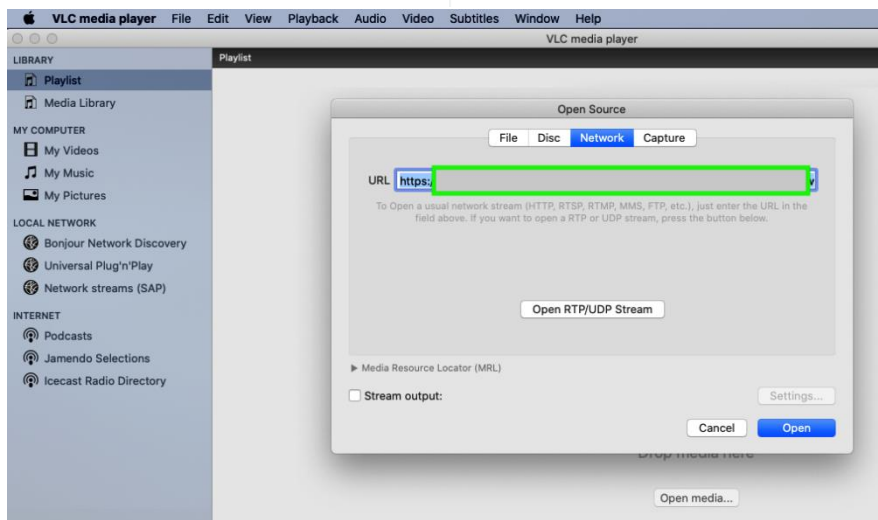 VLC media player File Edit View Playback Audio Video Subtitles Window Help
VLC media player
LIBRARY
Playlist
Media Library
MY COMPUTER
My Videos
My Music
My Pictures
LOCAL NETWORK
Bonjour Network Discovery
Universal Plug'n'Play
Network streams (SAP)
INTERNET
Podcasts
Jamendo Selections
Icecast Radio Directory
Playlist
Open Source
File Disc Network Capture
URL https:/
To Open a usual network stream (HTTP, RTSP, RTMP, MMS, FTP, etc.), just enter the URL in the
field above. If you want to open a RTP or UDP stream, press the button below.
Open RTP/UDP Stream
Media Resource Locator (MRL)
Stream output:
Settings...
Cancel Open
Drop media here
Open media...